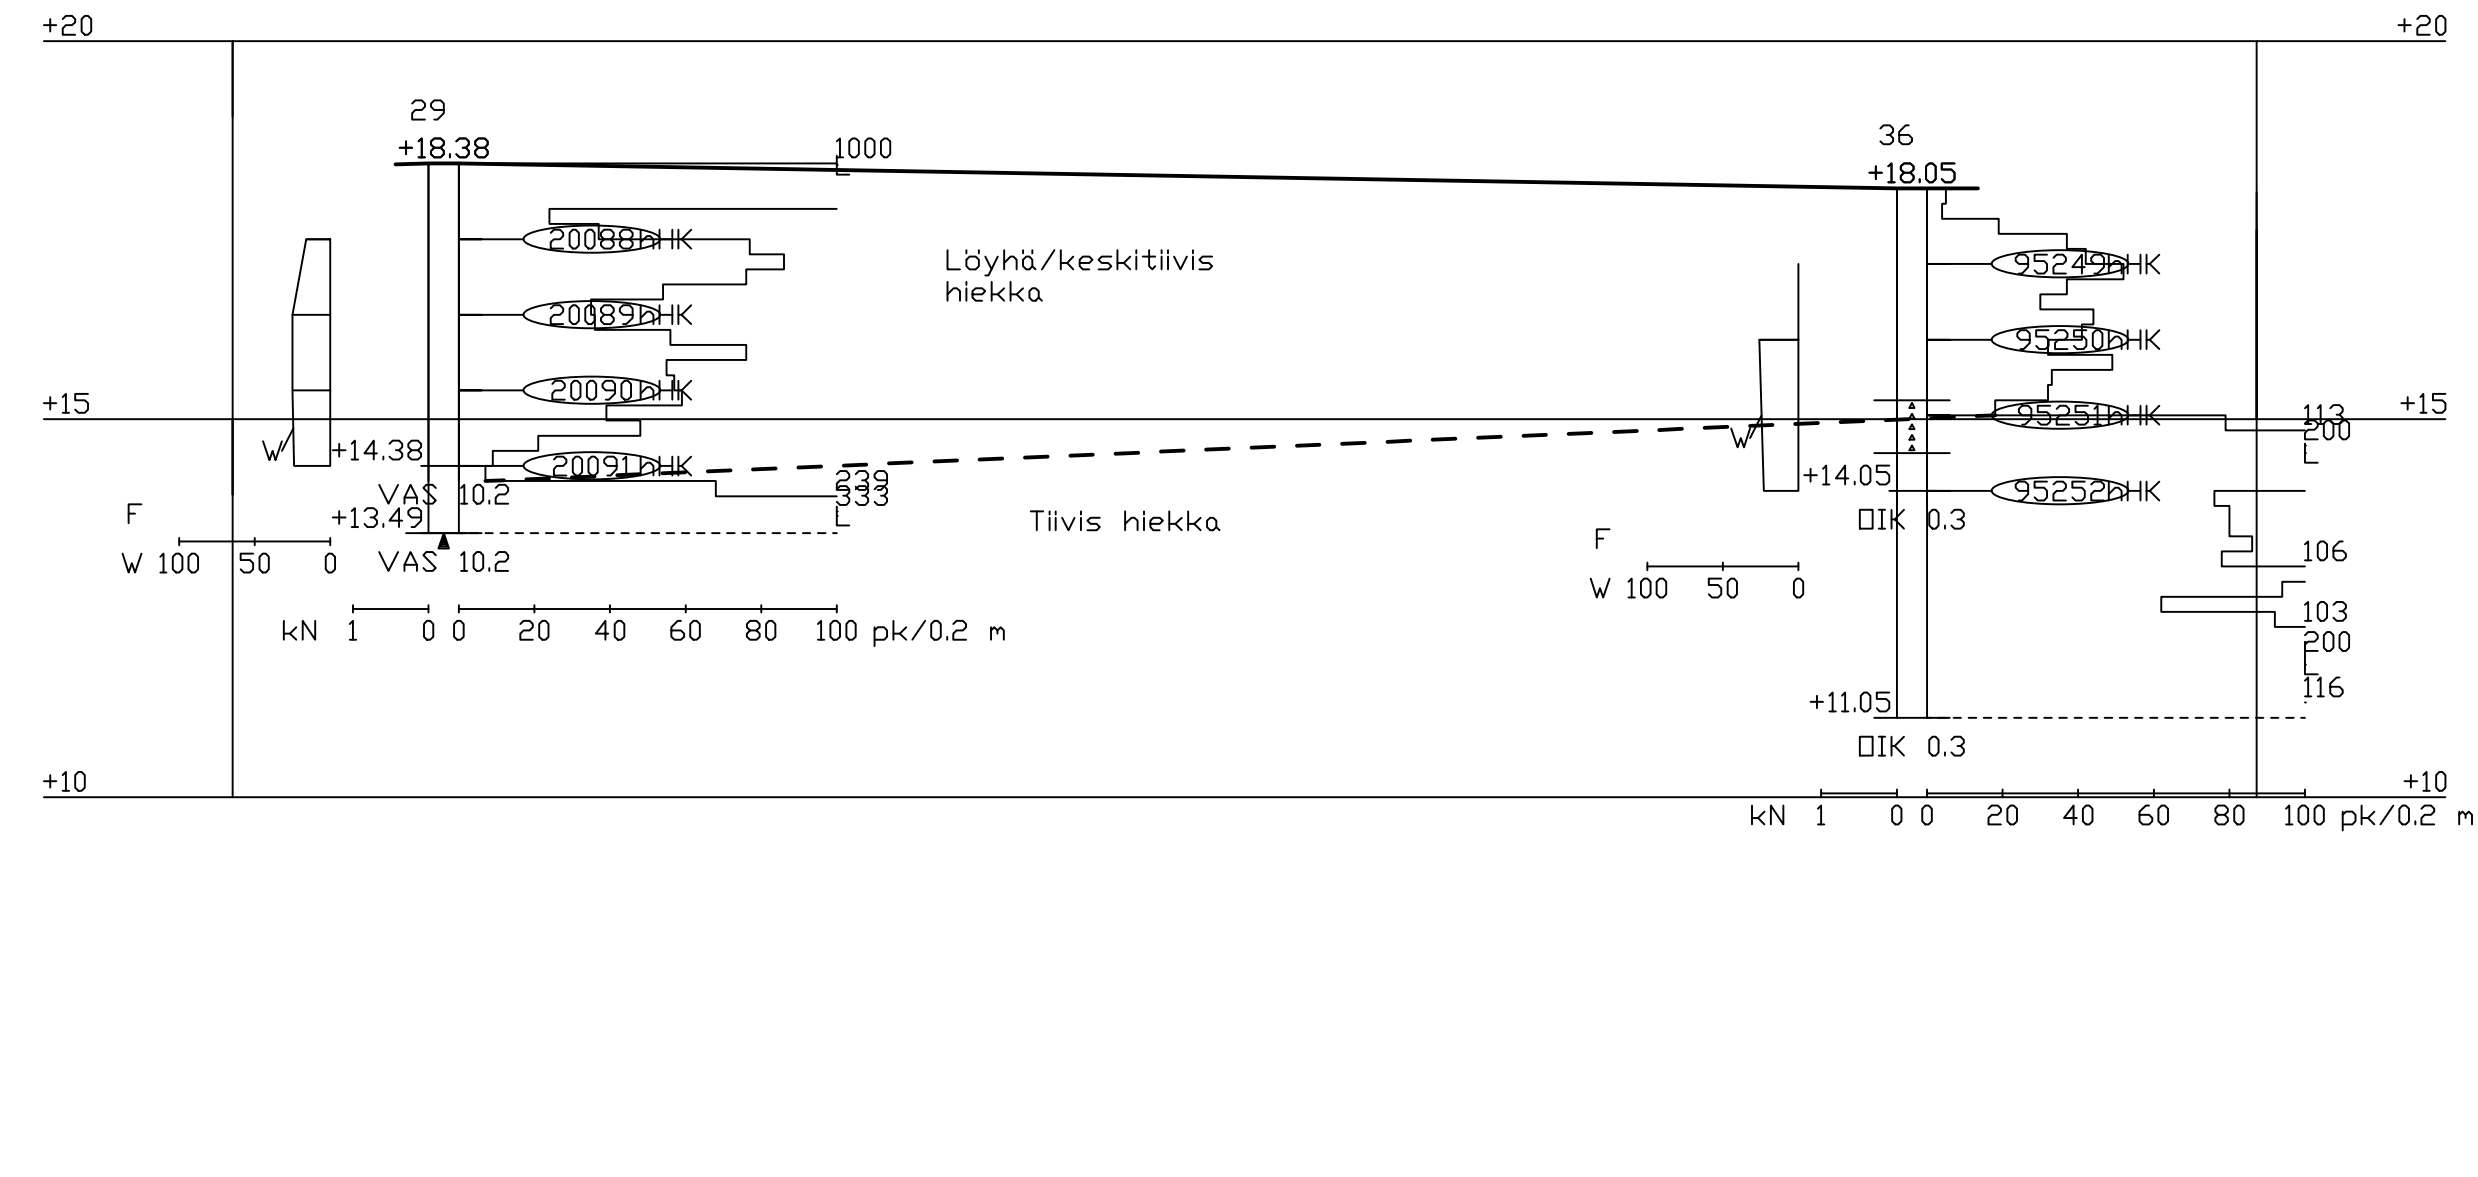 +20 +20
29
+18.38 1000
36
+18.05
20088hHK
Löyhä/keskitiivis
hiekka
95249hHK
20089hHK
95250hHK
20090hHK
+15 +15
95251hHK 113
200
W +14.38
W
20091hHK
239
333
VAS 10.2
+14.05
95252hHK
+13.49
F
Tiivis hiekka
OIK 0.3
F
W 100 50 0
VAS 10.2
106
W 100 50 0
103
kN 1 0 0 20 40 60 80 100 pk/0.2 m
200
116
+11.05
OIK 0.3
+10 +10
kN 1 0 0 20 40 60 80 100 pk/0.2 m